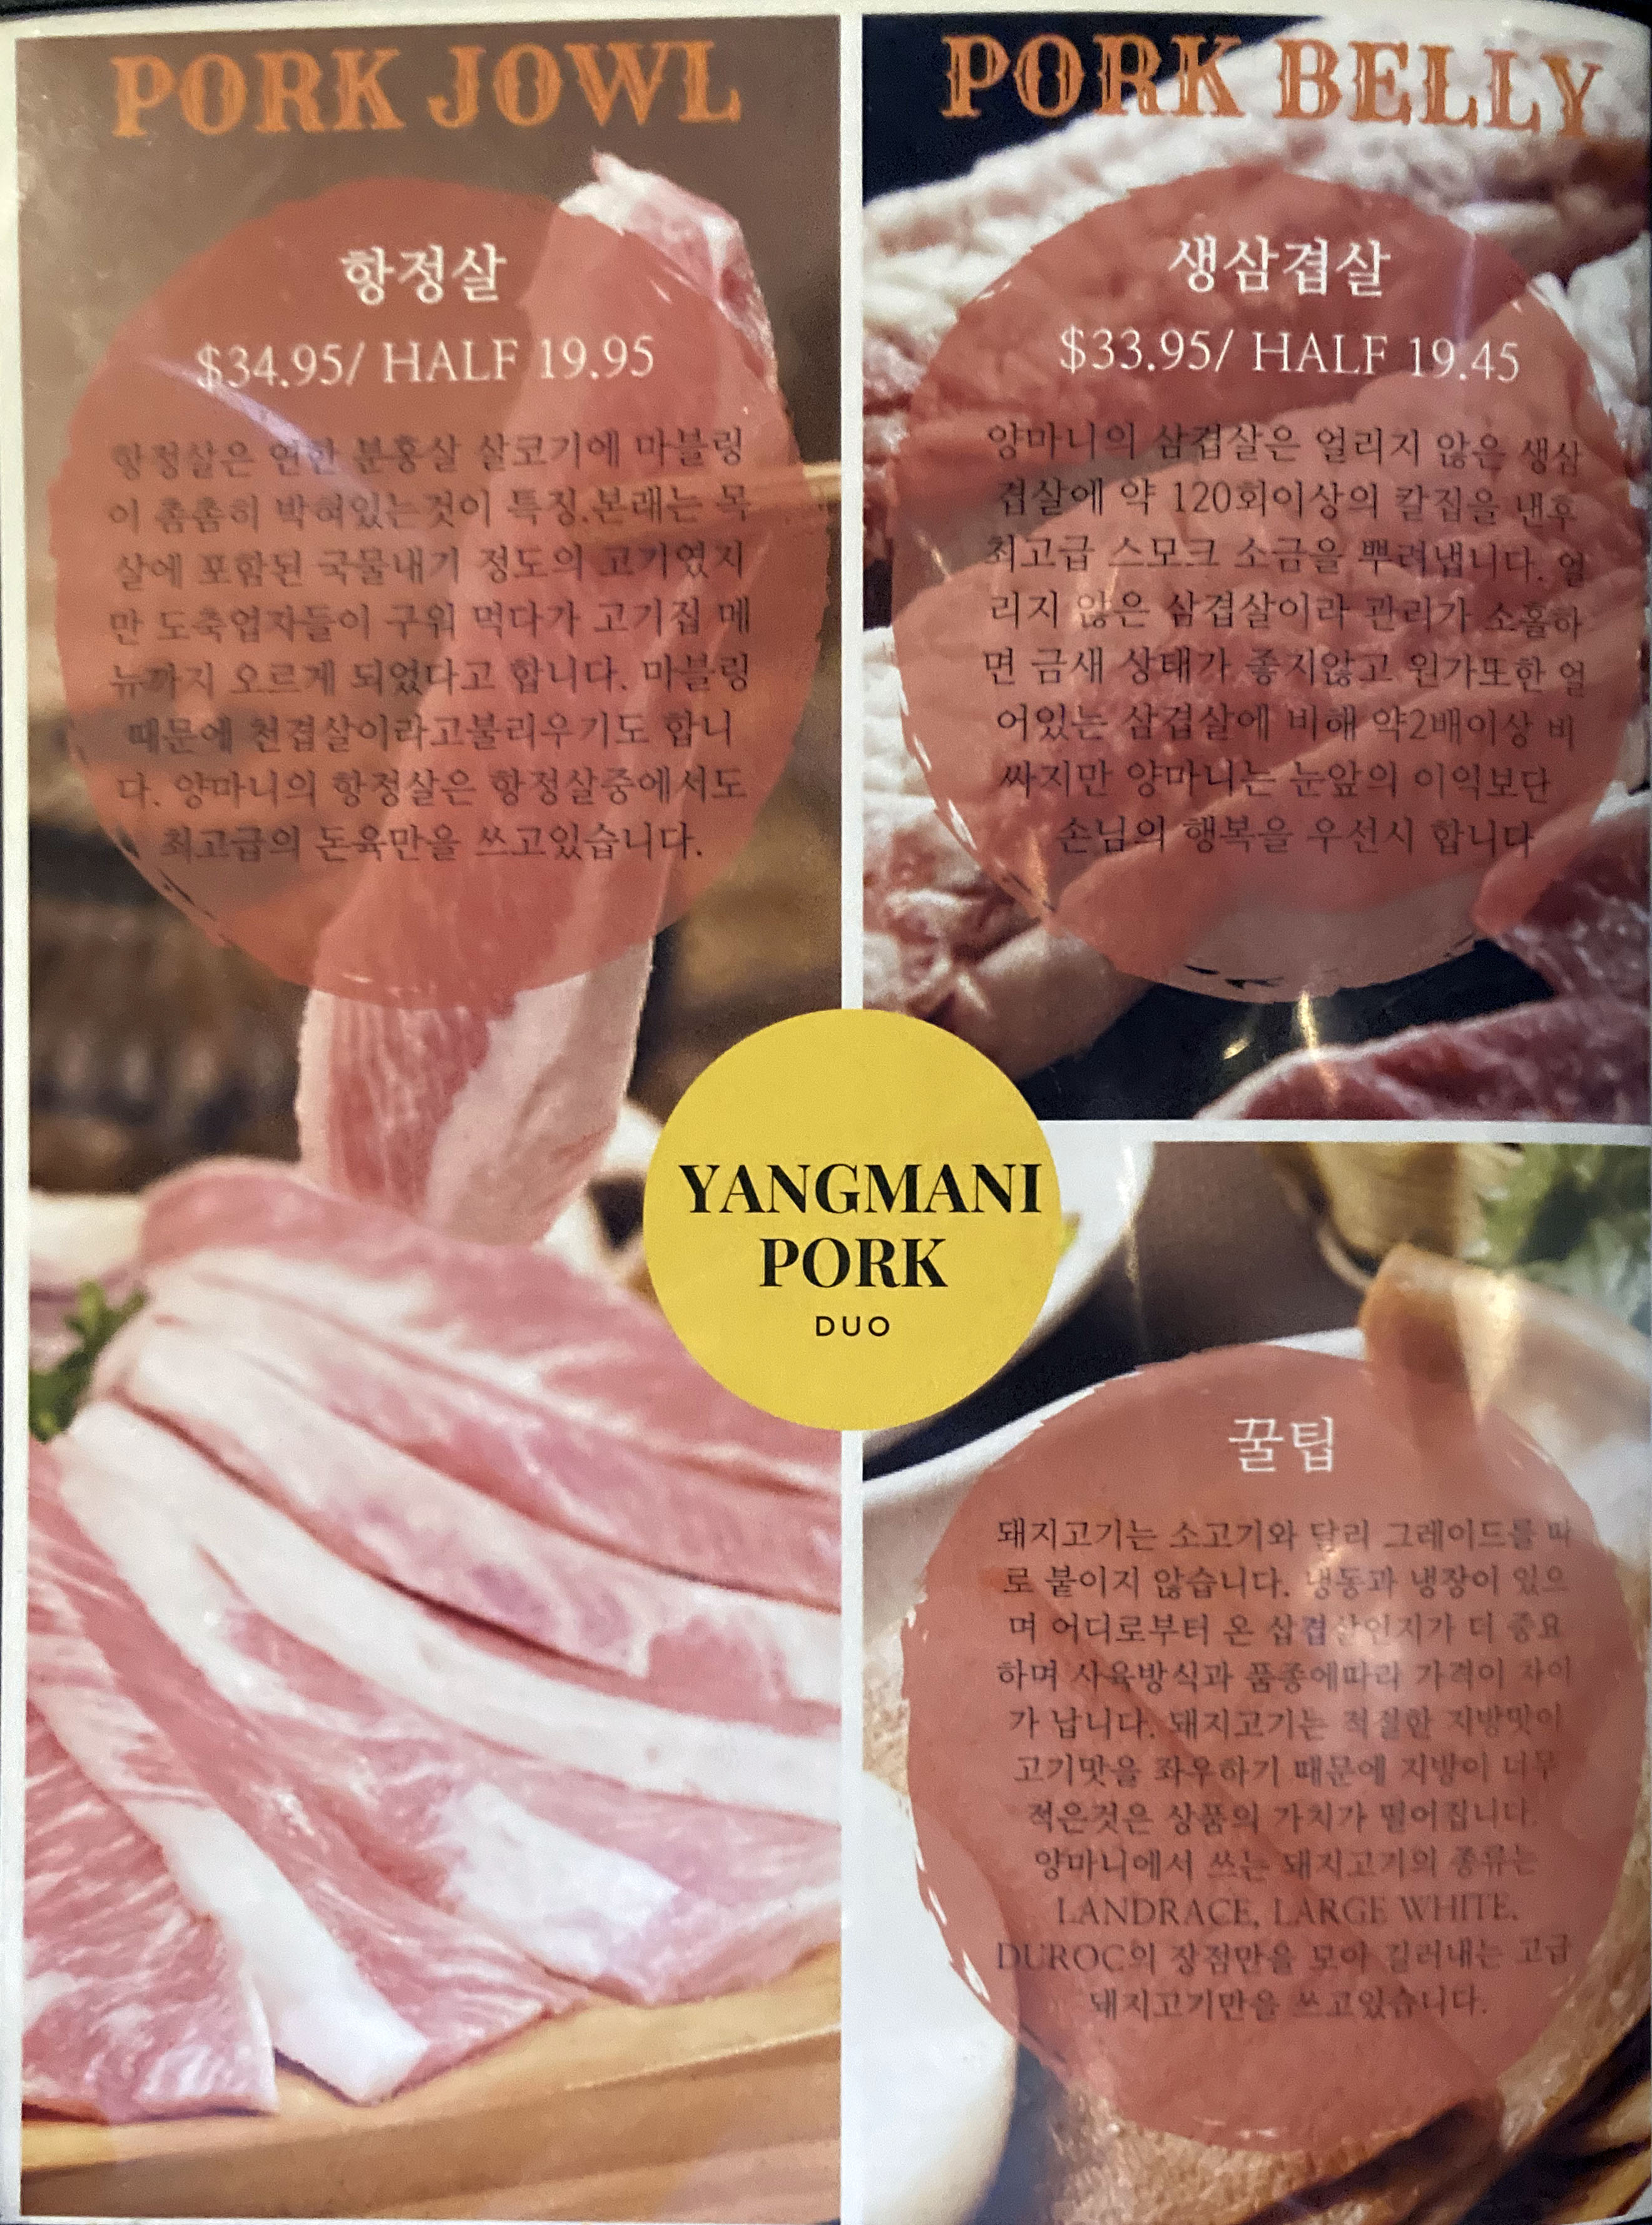 PORK JOWL
항정살
$34.95/ HALF 19.95
항정살은 연한 분홍살 살코기에 마블링
이 촘촘히 박혀있는것이 특징.본래는 목
살에 포함된 국물내기 정도의 고기였지
만 도축업자들이 구워 먹다가 고기집 메
뉴까지 오르게 되었다고 합니다. 마블링
때문에 천겹살이라고불리우기도 합니
다. 양마니의 항정살은 항정살중에서도
최고급의 돈육만을 쓰고있습니다.
PORK BELLY
생삼겹살
$33.95/ HALF 19.45
양마니의 삼겹살은 얼리지 않은 생삼
겹살에 약 120회이상의 칼집을 낸후
최고급 스모크 소금을 뿌려냅니다. 얼
리지 않은 삼겹살이라 관리가 소홀하
면 금새 상태가 좋지않고 원가또한 얼
어있는 삼겹살에 비해 약2배이상 비
싸지만 양마니는 눈앞의 이익보단
손님의 행복을 우선시 합니다
YANGMANI
PORK
DUO
꿀팁
돼지고기는 소고기와 달리 그레이드를 따
로 붙이지 않습니다. 냉동과 냉장이 있으
며 어디로부터 온 삽겹살인지가 더 중요
하며 사육방식과 품종에따라 가격이 차이
가 납니다. 돼지고기는 적절한 지방맛이
고기맛을 좌우하기 때문에 지방이 너무
적은것은 상품의 가치가 떨어집니다.
양마니에서 쓰는 돼지고기의 종류는
LANDRACE, LARGE WHITE.
DUROC의 장점만을 모아 길러내는 고급
돼지고기만을 쓰고있습니다.